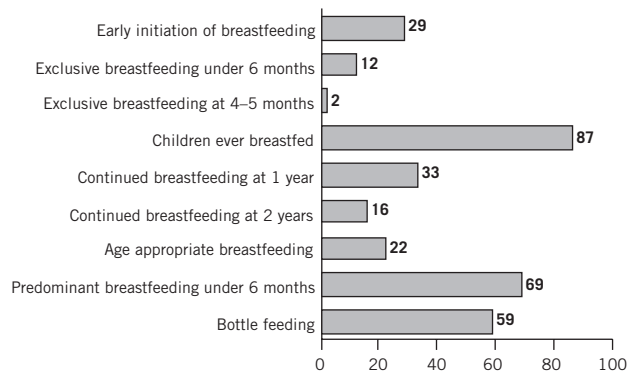 Early initiation of breastfeeding 29
Exclusive breastfeeding under 6 months 12
Exclusive breastfeeding at 4–5 months 2
Children ever breastfed 87
Continued breastfeeding at 1 year 33
Continued breastfeeding at 2 years 16
Age appropriate breastfeeding 22
Predominant breastfeeding under 6 months 69
Bottle feeding 59
0 20 40 60 80 100